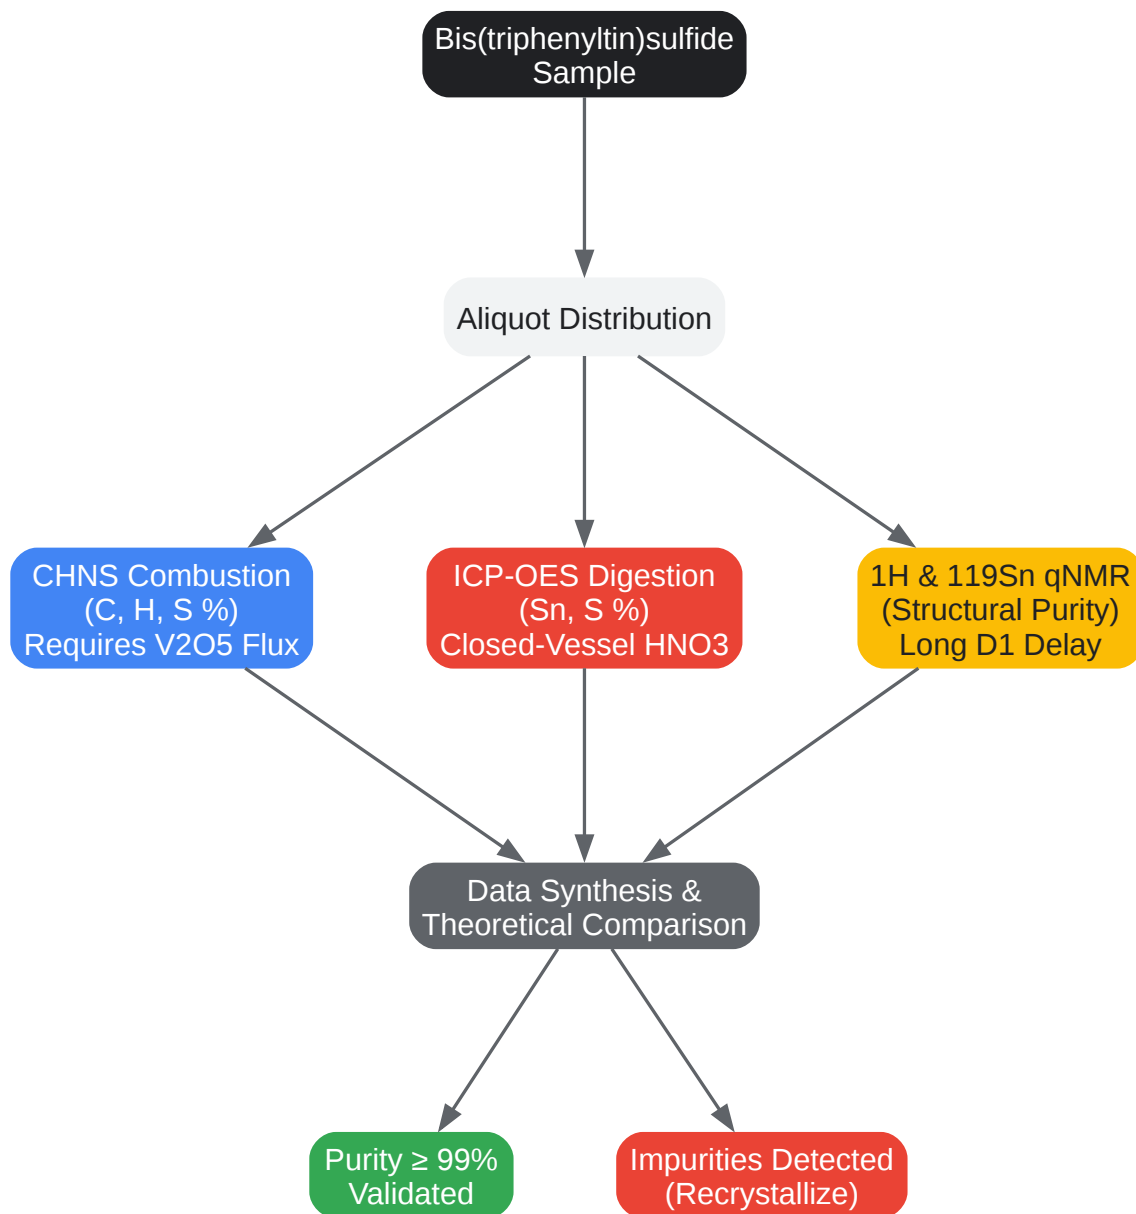 Bis(triphenyltin)sulfide
Sample
Aliquot Distribution
CHNS Combustion
(C, H, S %)
Requires V2O5 Flux
ICP-OES Digestion
(Sn, S %)
Closed-Vessel HNO3
1H & 119Sn qNMR
(Structural Purity)
Long D1 Delay
Data Synthesis &
Theoretical Comparison
Purity ≥ 99%
Validated
Impurities Detected
(Recrystallize)